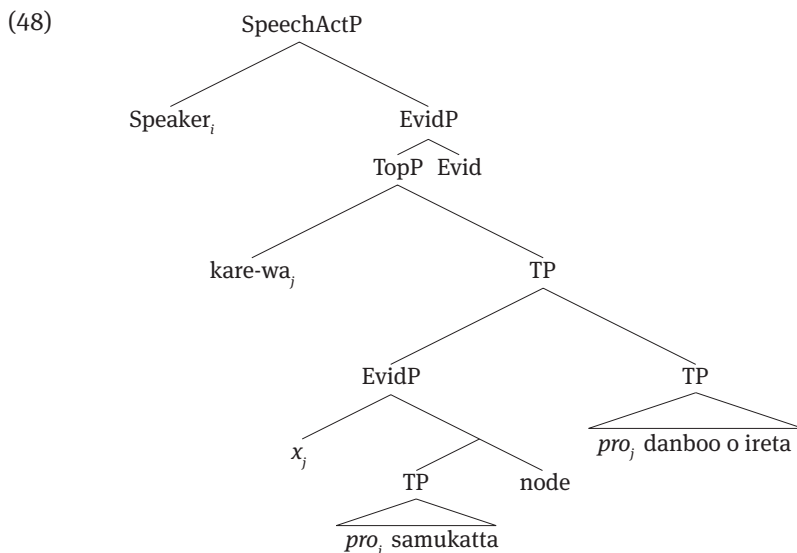 (48) SpeechActP
Speaker_i EvidP
TopP Evid
kare-wa_j TP
EvidP TP
x_j pro_j danboo o ireta
TP node
pro_i samukatta